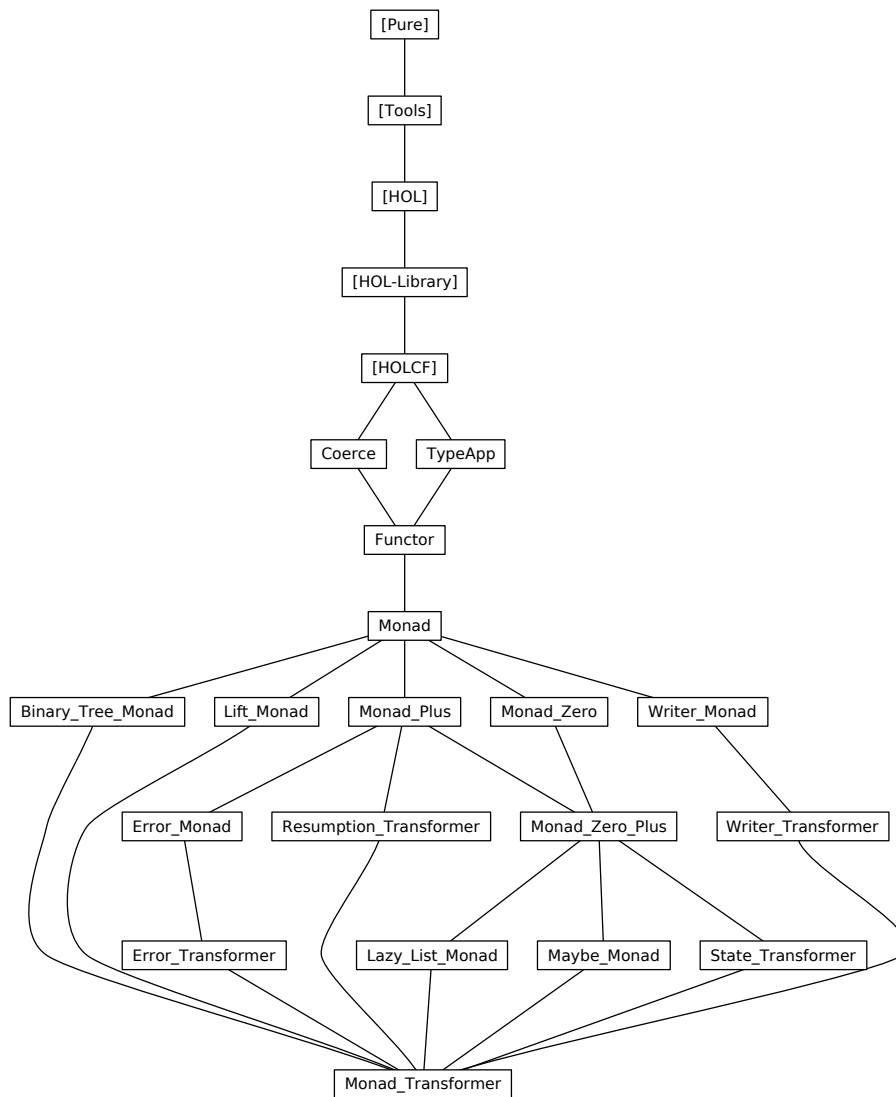 [Pure]
[Tools]
[HOL]
[HOL-Library]
[HOLCF]
Coerce TypeApp
Functor
Monad
Binary_Tree_Monad Lift_Monad Monad_Plus Monad_Zero Writer_Monad
Error_Monad Resumption_Transformer Monad_Zero_Plus Writer_Transformer
Error_Transformer Lazy_List_Monad Maybe_Monad State_Transformer
Monad_Transformer